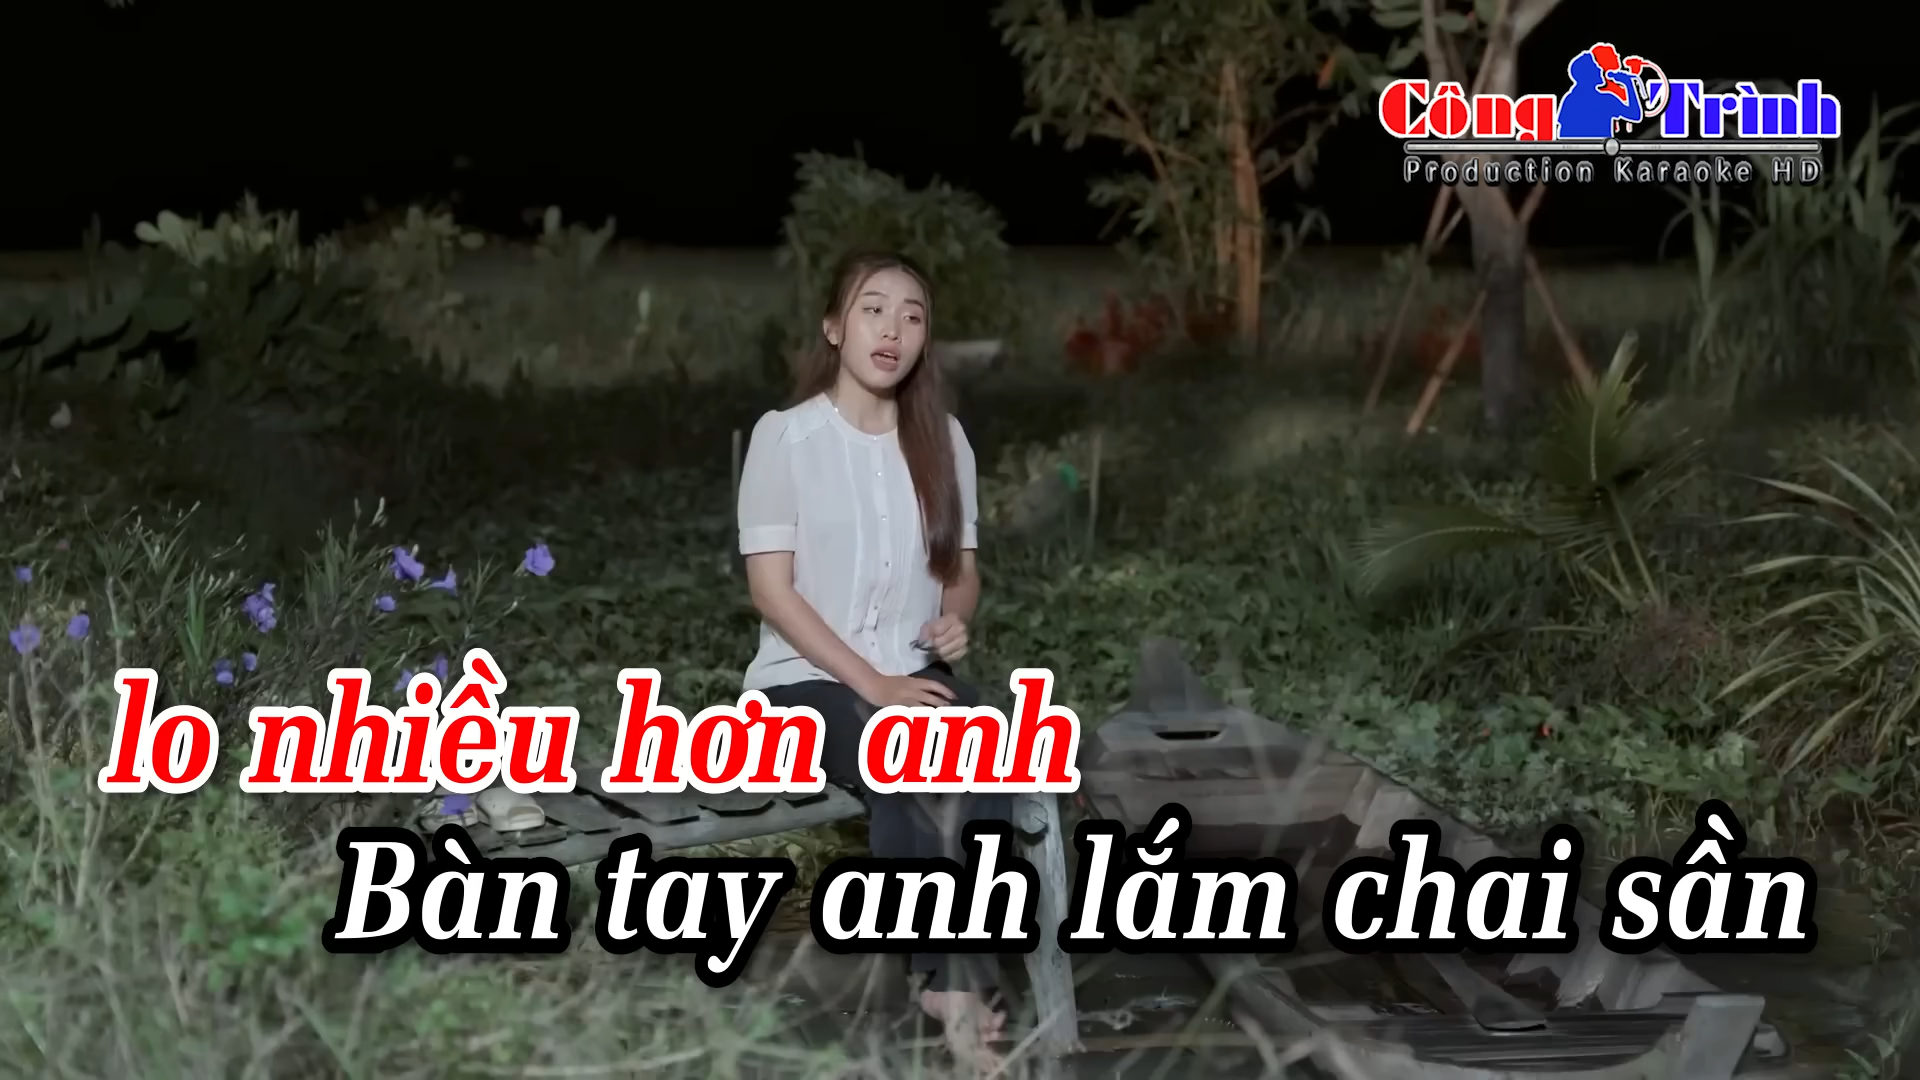 Công Trình
Production Karaoke HD
lo nhiều hơn anh
Bàn tay anh lắm chai sần